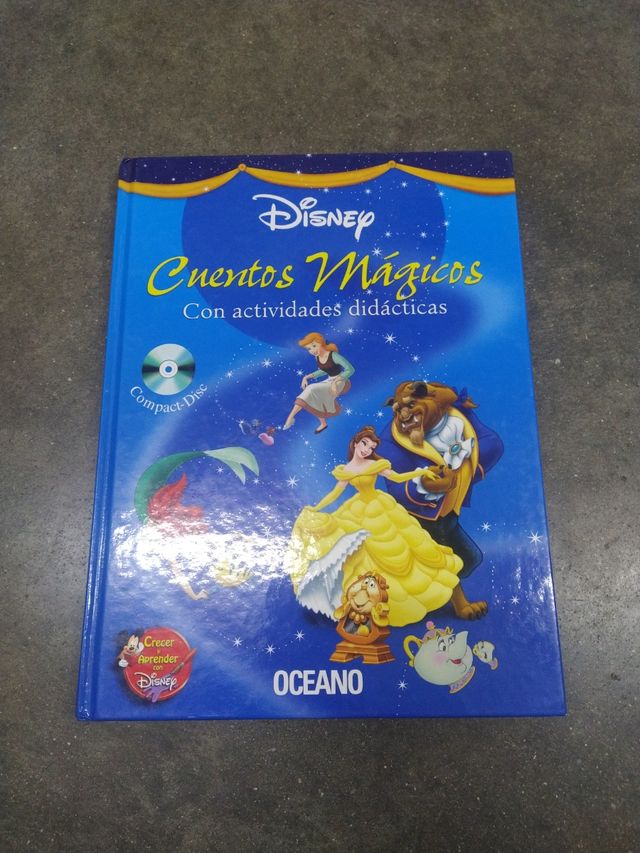 Disney
Cuentos Mágicos
Con actividades didácticas
Compact-Disc
Crecer
y
Aprender
con
Disney
OCEANO